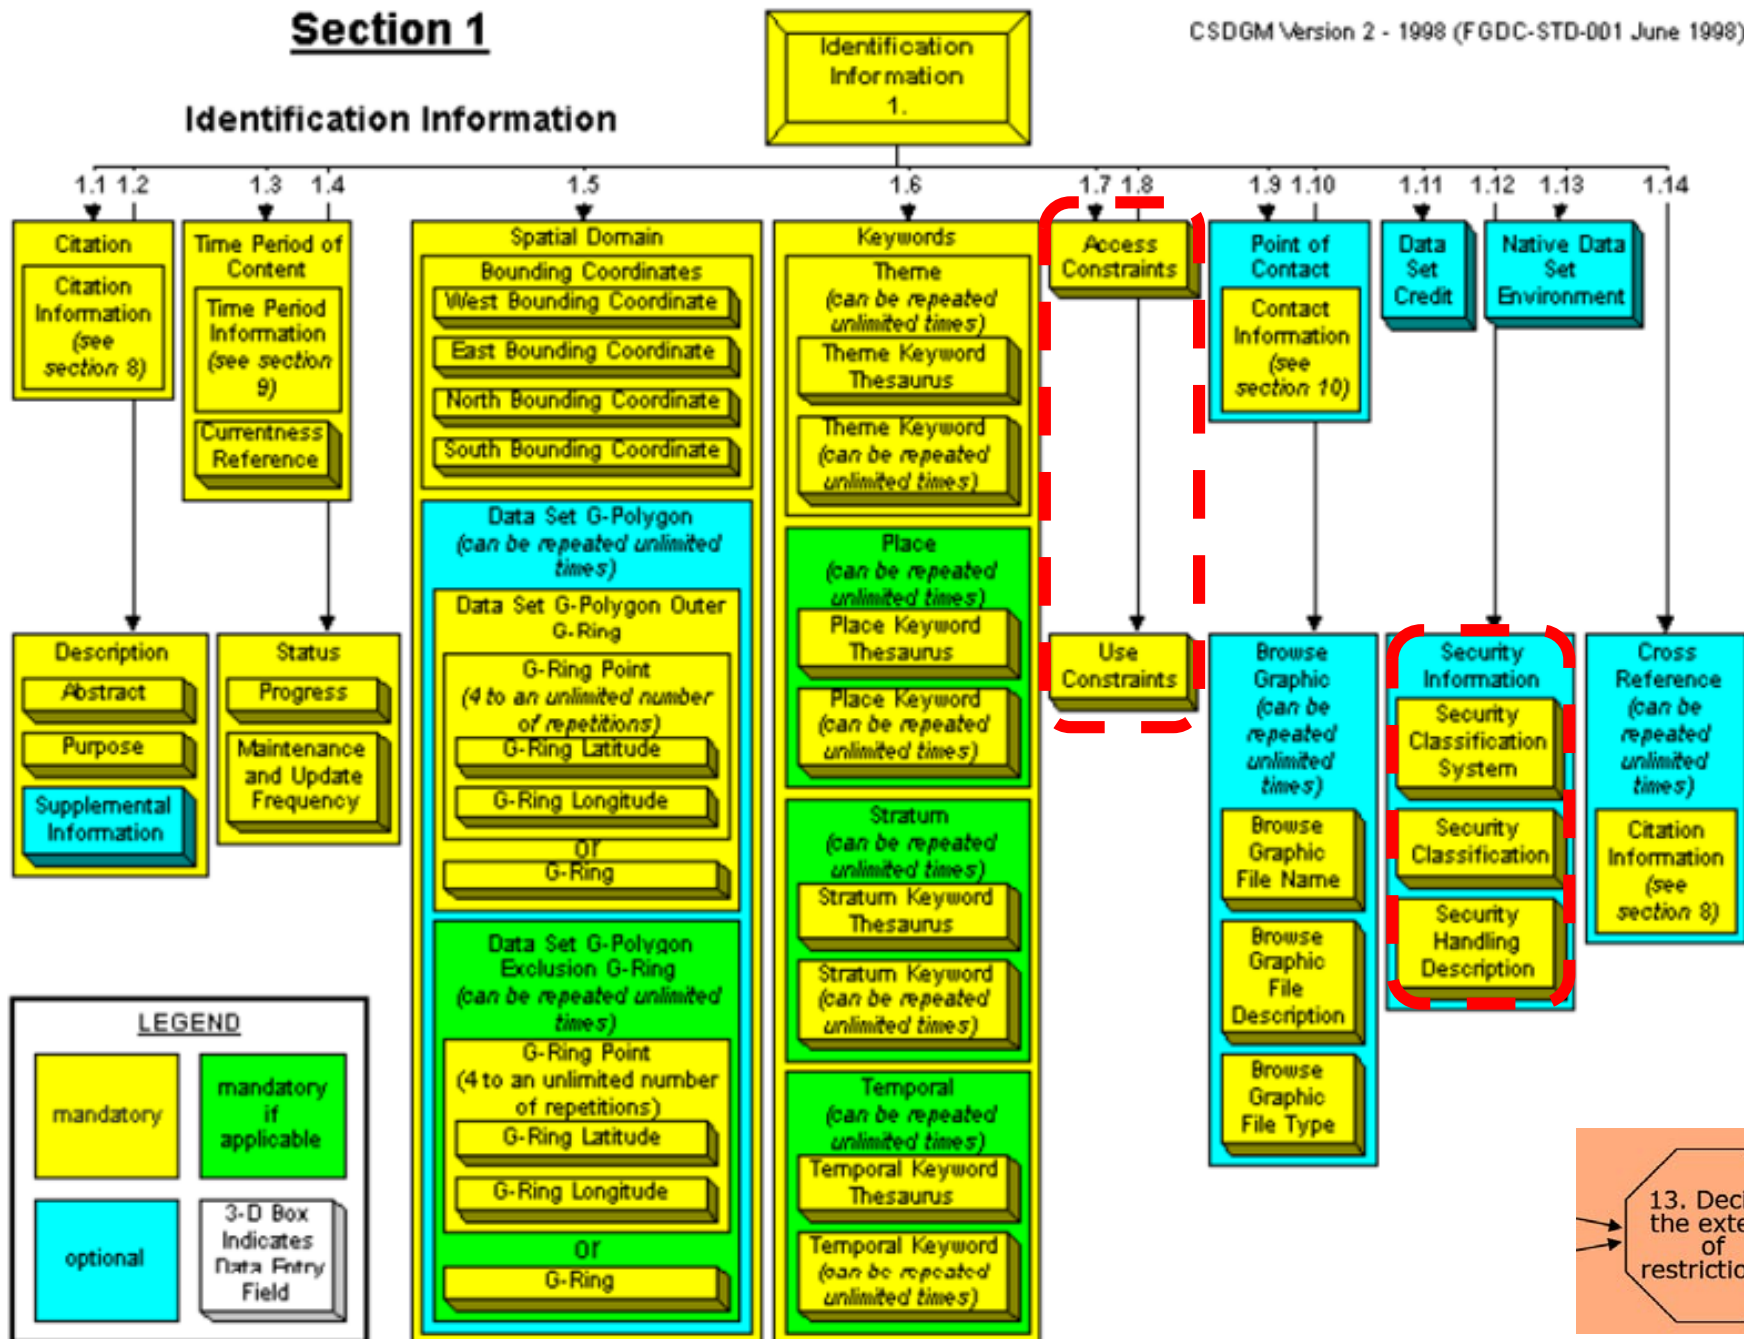 Section 1
CSDGM Version 2 - 1998 (FGDC-STD-001 June 1998)
Identification Information
Identification
Information
1.
1.1 1.2 1.3 1.4 1.5 1.6 1.7 1.8 1.9 1.10 1.11 1.12 1.13 1.14
Citation
Citation
Information
(see
section 8)
Time Period of
Content
Time Period
Information
(see section
9)
Currentness
Reference
Spatial Domain
Bounding Coordinates
West Bounding Coordinate
East Bounding Coordinate
North Bounding Coordinate
South Bounding Coordinate
Data Set G-Polygon
(can be repeated unlimited
times)
Data Set G-Polygon Outer
G-Ring
G-Ring Point
(4 to an unlimited number
of repetitions)
G-Ring Latitude
G-Ring Longitude
or
G-Ring
Data Set G-Polygon
Exclusion G-Ring
(can be repeated unlimited
times)
G-Ring Point
(4 to an unlimited number
of repetitions)
G-Ring Latitude
G-Ring Longitude
or
G-Ring
Keywords
Theme
(can be repeated
unlimited times)
Theme Keyword
Thesaurus
Theme Keyword
(can be repeated
unlimited times)
Place
(can be repeated
unlimited times)
Place Keyword
Thesaurus
Place Keyword
(can be repeated
unlimited times)
Stratum
(can be repeated
unlimited times)
Stratum Keyword
Thesaurus
Stratum Keyword
(can be repeated
unlimited times)
Temporal
(can be repeated
unlimited times)
Temporal Keyword
Thesaurus
Temporal Keyword
(can be repeated
unlimited times)
Access
Constraints
Point of
Contact
Contact
Information
(see
section 10)
Data
Set
Credit
Native Data
Set
Environment
Description
Abstract
Purpose
Supplemental
Information
Status
Progress
Maintenance
and Update
Frequency
Use
Constraints
Browse
Graphic
(can be
repeated
unlimited
times)
Browse
Graphic
File Name
Browse
Graphic
File
Description
Browse
Graphic
File Type
Security
Information
Security
Classification
System
Security
Classification
Security
Handling
Description
Cross
Reference
(can be
repeated
unlimited
times)
Citation
Information
(see
section 8)
LEGEND
mandatory
mandatory
if
applicable
optional
3-D Box
Indicates
Data Entry
Field
13. Deci
the exte
of
restrictio